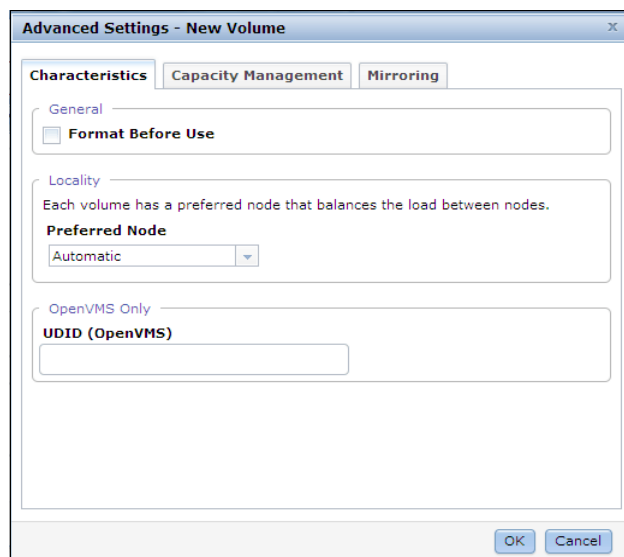 Advanced Settings - New Volume
x
Characteristics
Capacity Management
Mirroring
General
Format Before Use
Locality
Each volume has a preferred node that balances the load between nodes.
Preferred Node
Automatic
OpenVMS Only
UDID (OpenVMS)
OK
Cancel